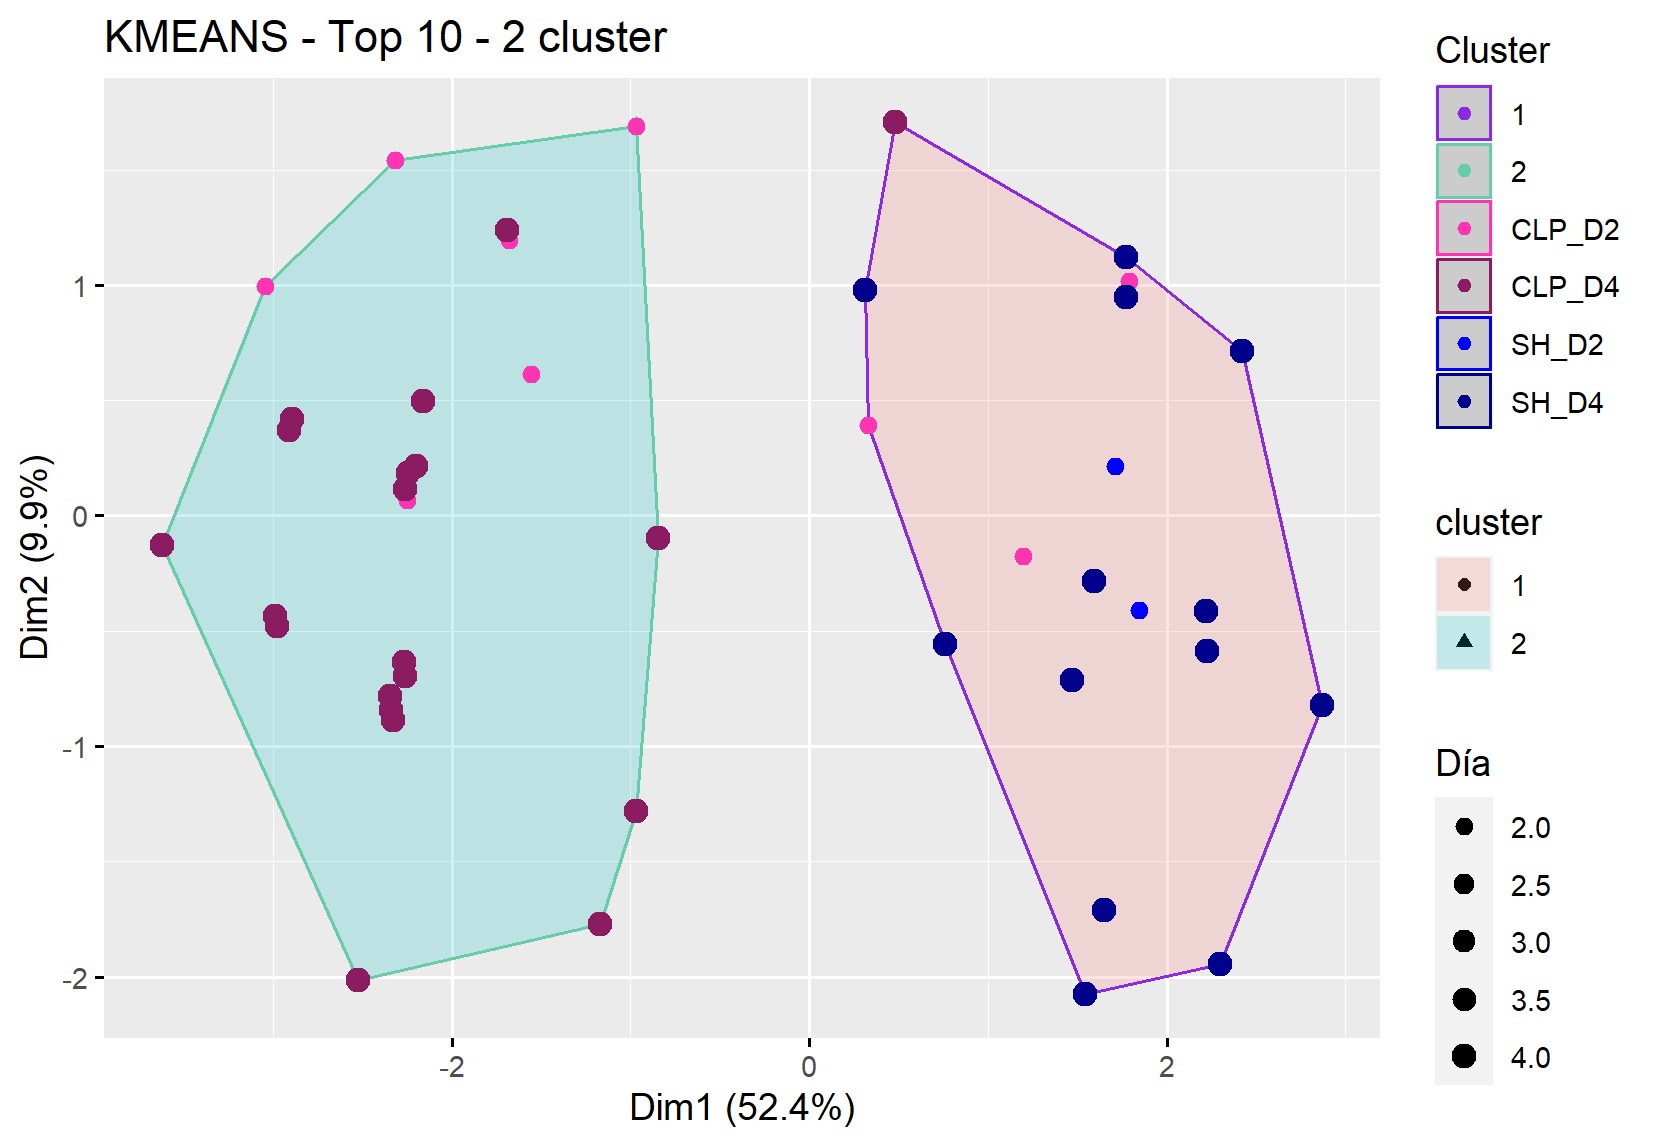 KMEANS - Top 10 - 2 cluster
Cluster
1
2
CLP_D2
CLP_D4
SH_D2
SH_D4
cluster
1
2
Día
2.0
2.5
3.0
3.5
4.0
1
0
-1
-2
Dim2 (9.9%)
-2
0
2
Dim1 (52.4%)